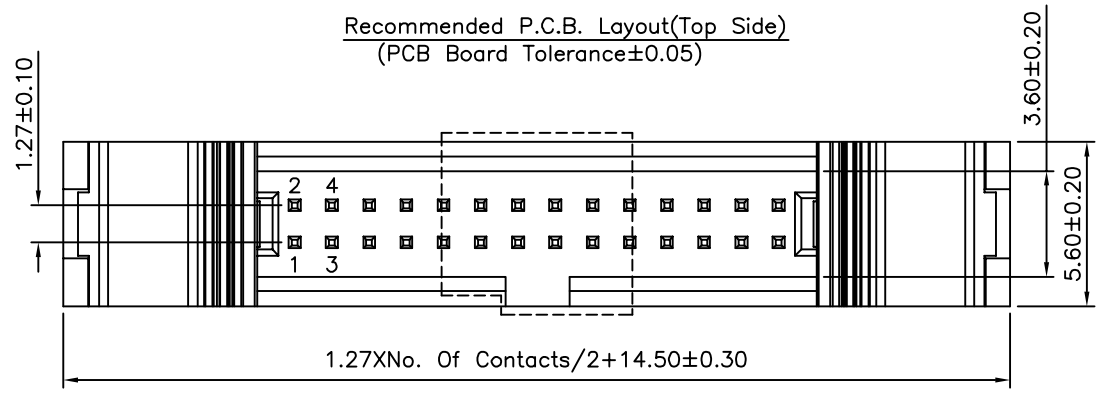 Recommended P.C.B. Layout(Top Side)
(PCB Board Tolerance±0.05)
1.27±0.10
3.60±0.20
5.60±0.20
2 4
1 3
1.27XNo. Of Contacts/2+14.50±0.30